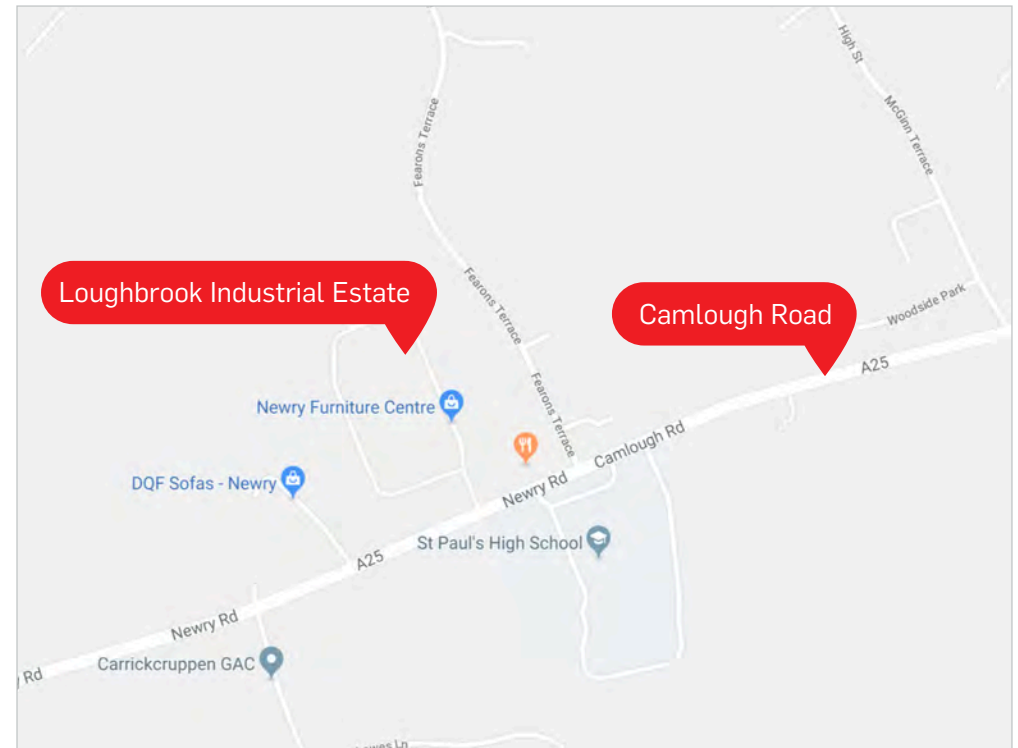 High St
McGinn Terrace
Fearons Terrace
Loughbrook Industrial Estate
Fearons Terrace
Camlough Road
Woodside Park
A25
Newry Furniture Centre
Fearons Terrace
Camlough Rd
DQF Sofas - Newry
Newry Rd
St Paul's High School
A25
Newry Rd
Carrickcruppen GAC
Rd
Ln